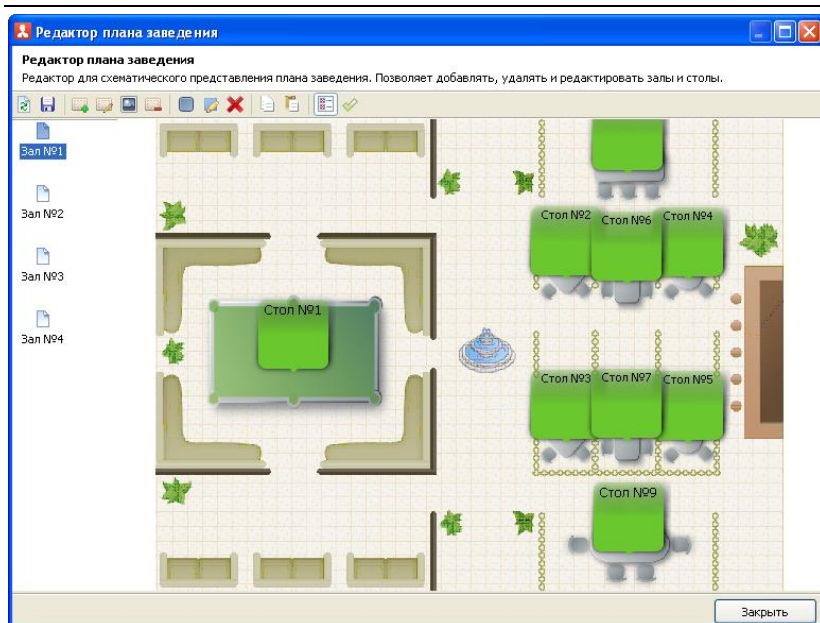 Редактор плана заведения
Редактор плана заведения
Редактор для схематического представления плана заведения. Позволяет добавлять, удалять и редактировать залы и столы.
Зал №1
Зал №2
Зал №3
Зал №4
Стол №2
Стол №6
Стол №4
Стол №1
Стол №3
Стол №7
Стол №5
Стол №9
Закрыть